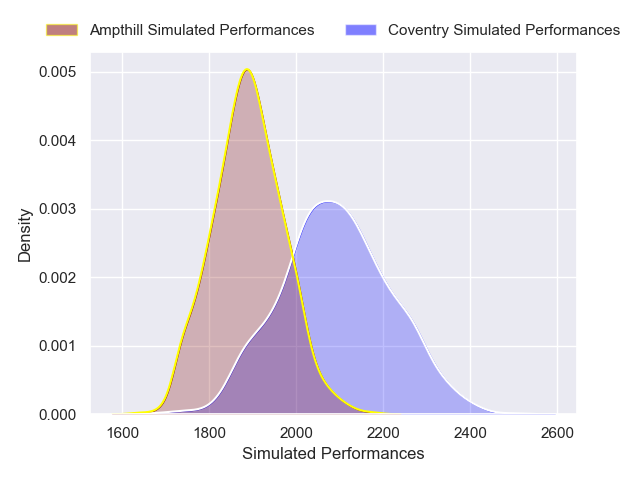 Ampthill Simulated Performances Coventry Simulated Performances
0.005
0.004
0.003
0.002
0.001
0.000
Density
1600 1800 2000 2200 2400 2600
Simulated Performances